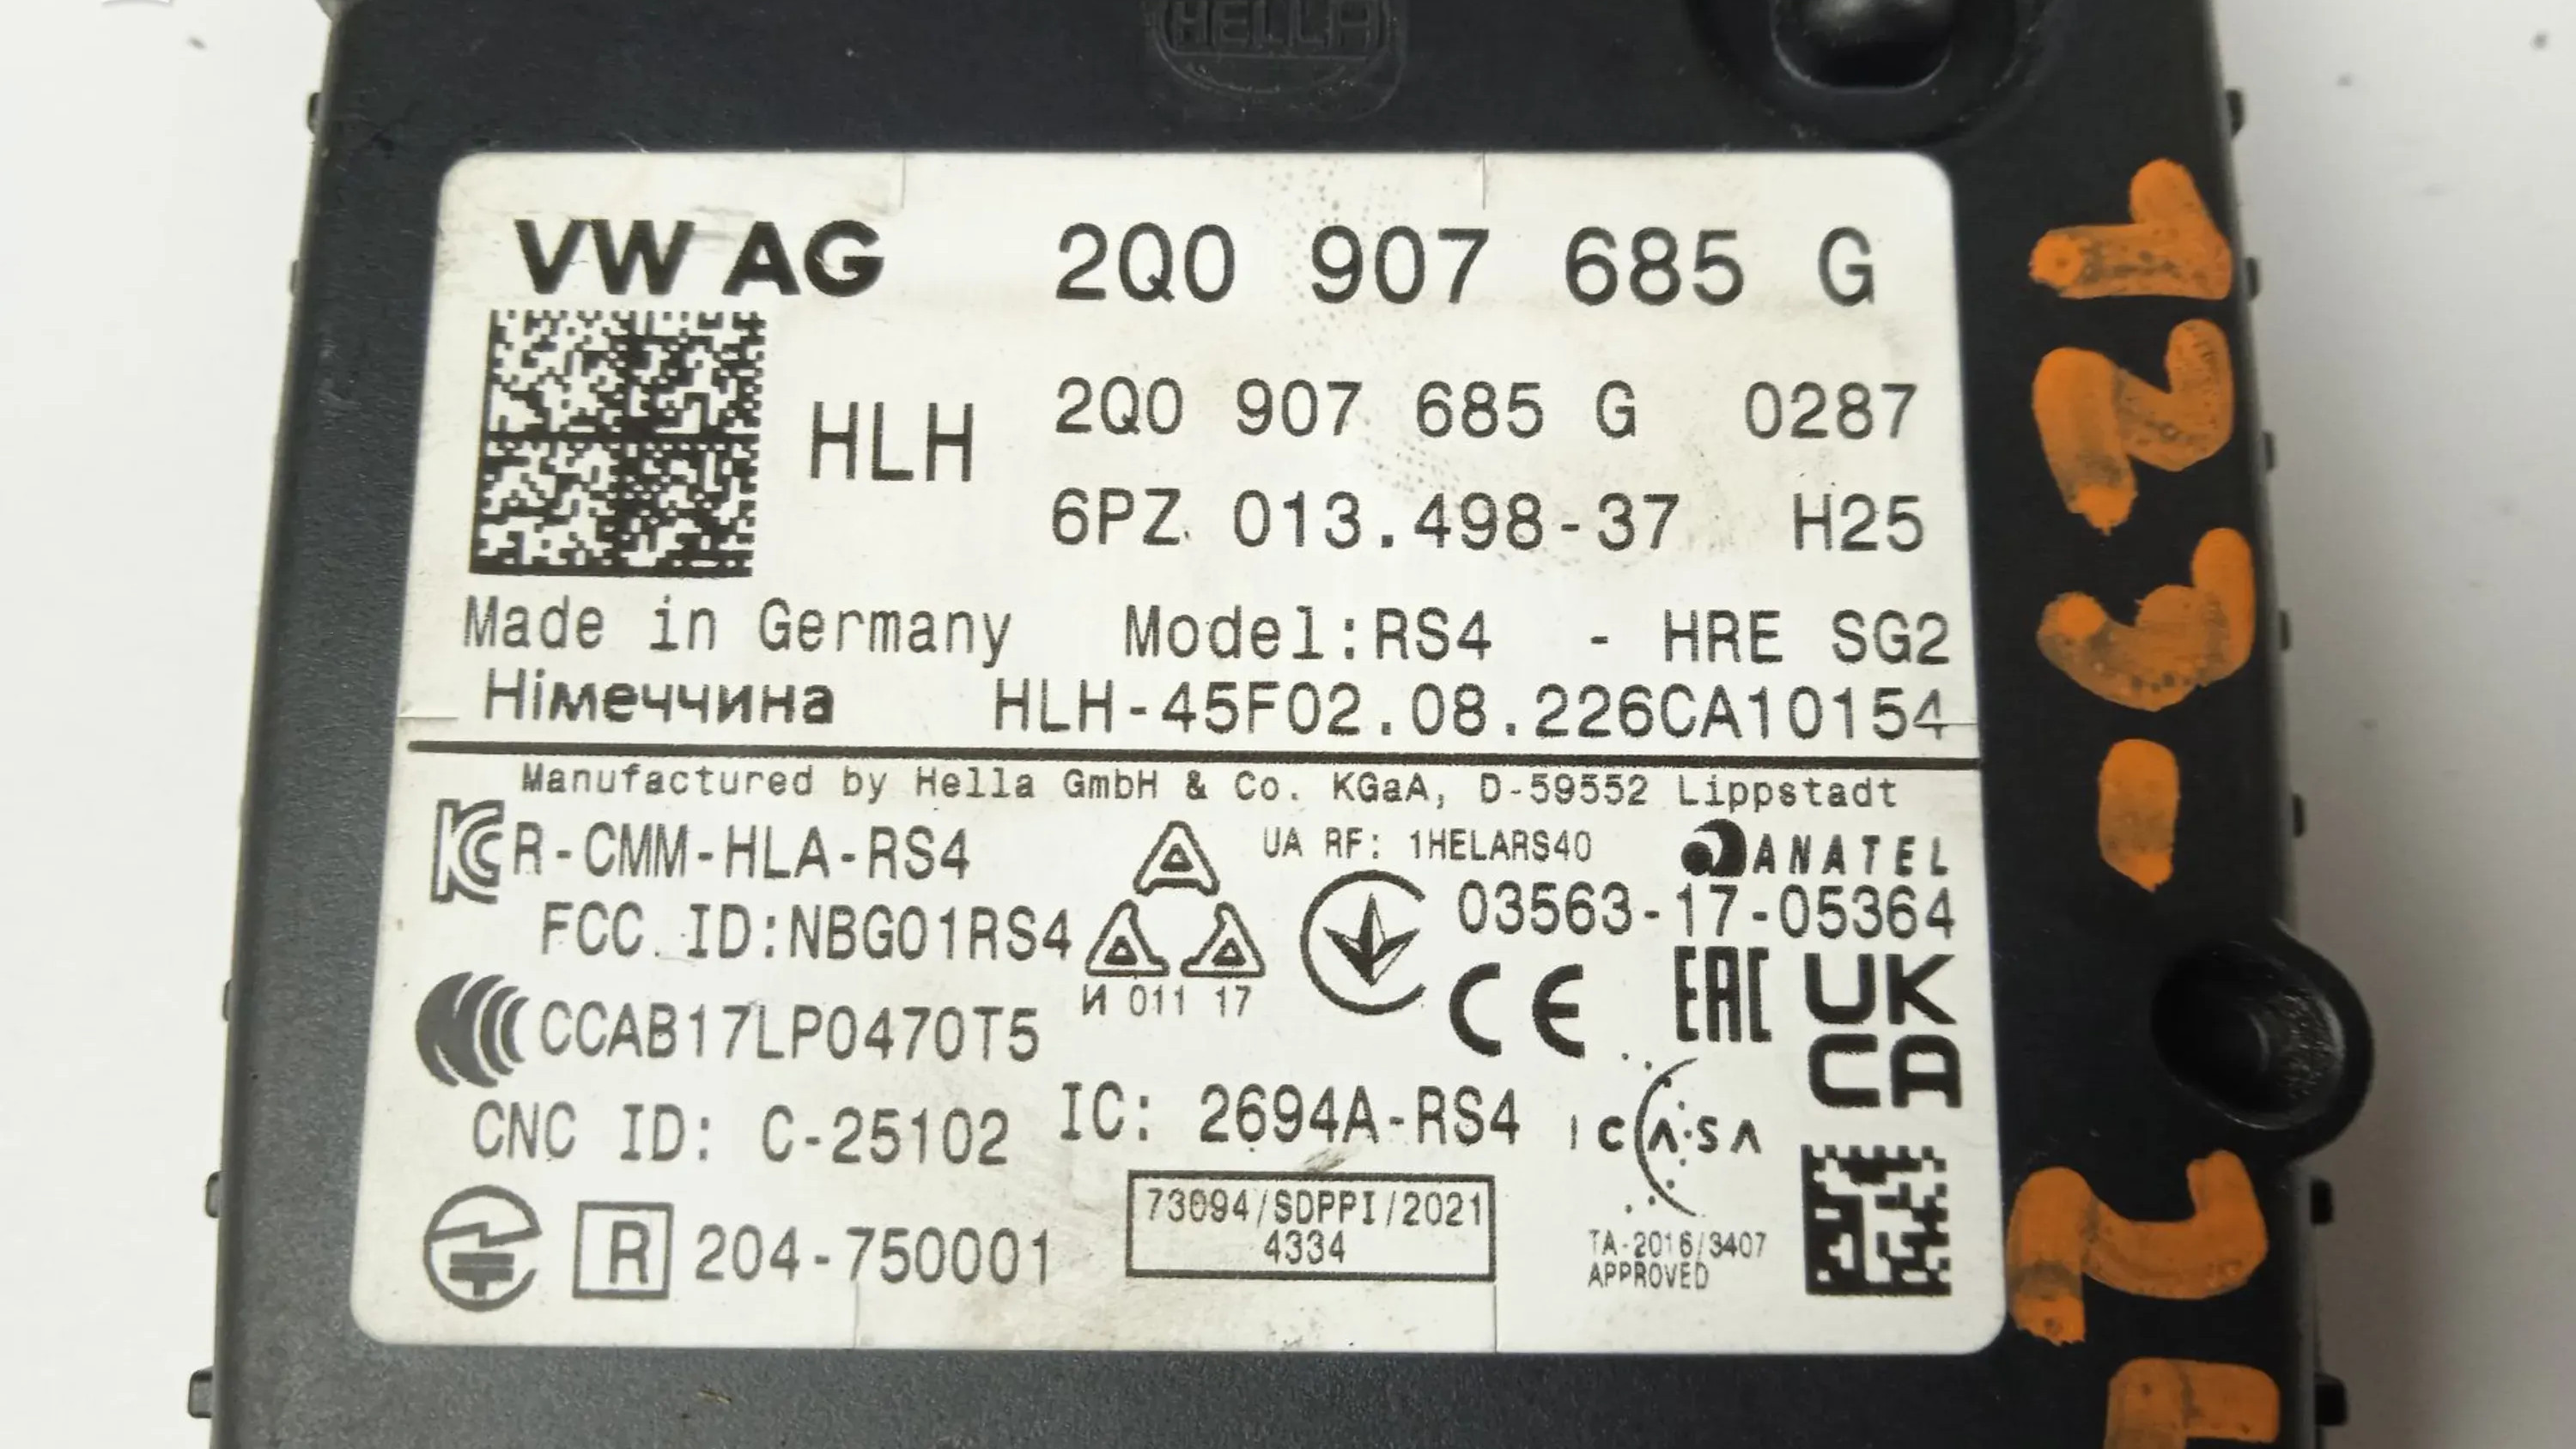 HELLA
VW AG 2Q0 907 685 G
2Q0 907 685 G 0287
HLH
6PZ 013.498-37 H25
Made in Germany Model:RS4 - HRE SG2
Німеччина HLH-45F02.08.226CA10154
Manufactured by Hella GmbH & Co. KGaA, D-59552 Lippstadt
R-CMM-HLA-RS4 UA RF: 1HELARS40 ANATEL
FCC ID:NBG01RS4 03563-17-05364
И 011 17 CE EAC UK
CCAB17LP0470T5 CA
CNC ID: C-25102 IC: 2694A-RS4 ICASA
R 204-750001 73094/SDPPI/2021
4334
TA-2016/3407
APPROVED
123-2